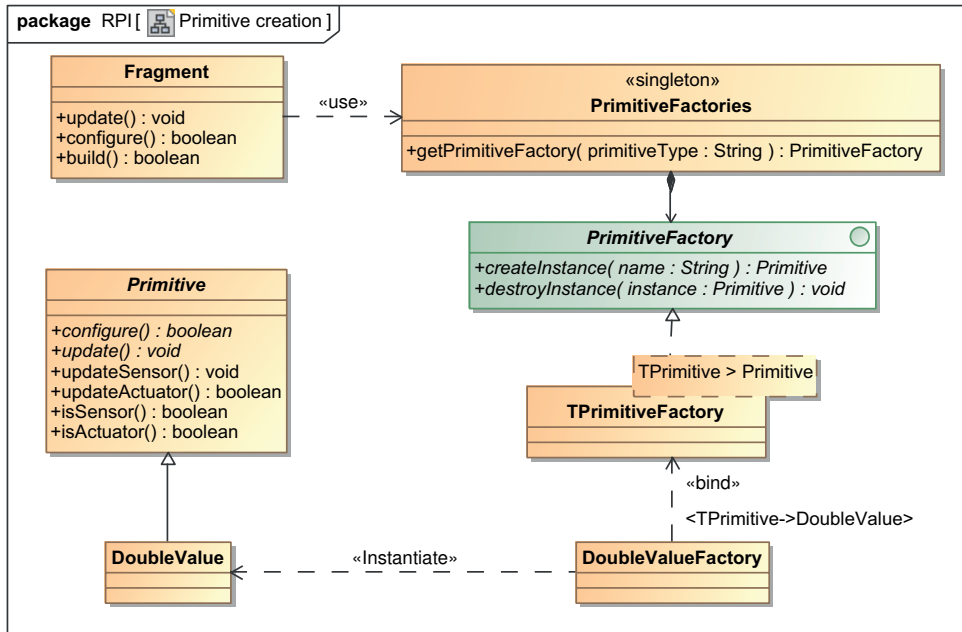 package RPI [ Primitive creation ]
Fragment
+update() : void
+configure() : boolean
+build() : boolean
«use»
«singleton»
PrimitiveFactories
+getPrimitiveFactory( primitiveType : String ) : PrimitiveFactory
PrimitiveFactory
+createInstance( name : String ) : Primitive
+destroyInstance( instance : Primitive ) : void
Primitive
+configure() : boolean
+update() : void
+updateSensor() : void
+updateActuator() : boolean
+isSensor() : boolean
+isActuator() : boolean
TPrimitive > Primitive
TPrimitiveFactory
«bind»
<TPrimitive->DoubleValue>
DoubleValue
«Instantiate»
DoubleValueFactory